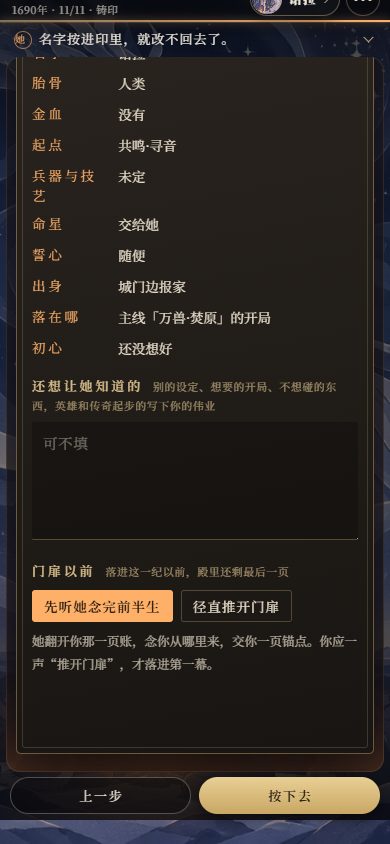 1690年 · 11/11 · 铸印
她 名字按进印里，就改不回去了。
胎骨 人类
金血 没有
起点 共鸣·寻音
兵器与技艺 未定
命星 交给她
誓心 随便
出身 城门边报家
落在哪 主线「万兽·焚原」的开局
初心 还没想好
还想让她知道的 别的设定、想要的开局、不想碰的东
西，英雄和传奇起步的写下你的伟业
可不填
门扉以前 落进这一纪以前，殿里还剩最后一页
先听她念完前半生 径直推开门扉
她翻开你那一页账，念你从哪里来，交你一页锚点。你应一
声“推开门扉”，才落进第一幕。
上一步 按下去